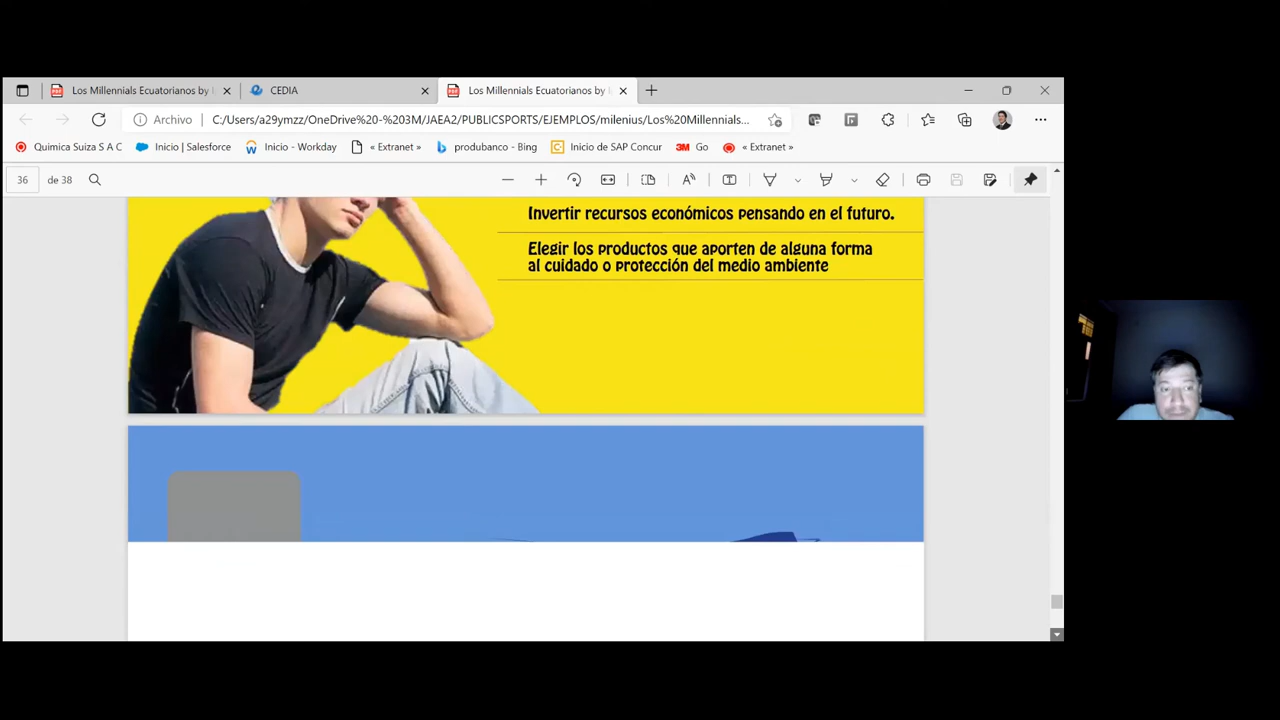 Los Millennials Ecuatorianos by I
CEDIA
Los Millennials Ecuatorianos by I
Archivo
C:/Users/a29ymzz/OneDrive%20-%203M/JAEA2/PUBLICSPORTS/EJEMPLOS/milenius/Los%20Millennials...
Quimica Suiza S A C
Inicio | Salesforce
Inicio - Workday
« Extranet »
produbanco - Bing
Inicio de SAP Concur
3M Go
« Extranet »
36 de 38
Invertir recursos económicos pensando en el futuro.
Elegir los productos que aporten de alguna forma
al cuidado o protección del medio ambiente